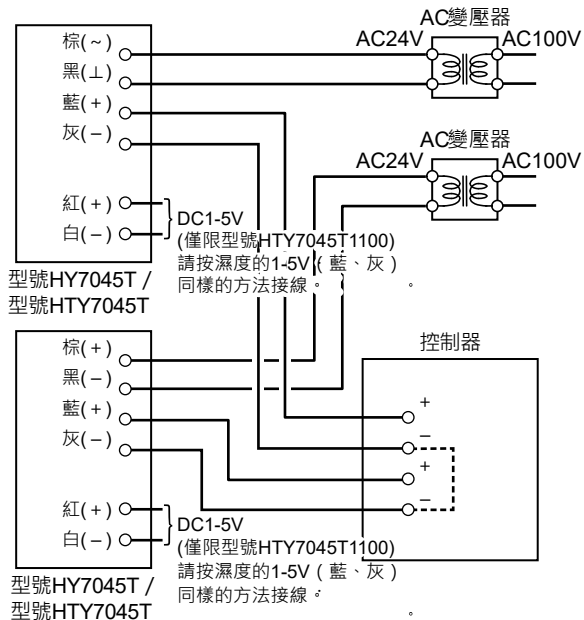 AC變壓器
AC24V
AC100V
棕(~)
黑(⊥)
藍(+)
灰(−)
紅(+)
白(−)
DC1-5V
(僅限型號HTY7045T1100)
請按濕度的1-5V(藍、灰)
同樣的方法接線。
型號HY7045T /
型號HTY7045T
AC變壓器
AC24V
AC100V
棕(+)
黑(−)
藍(+)
灰(−)
紅(+)
白(−)
DC1-5V
(僅限型號HTY7045T1100)
請按濕度的1-5V(藍、灰)
同樣的方法接線。
型號HY7045T /
型號HTY7045T
控制器
+
−
+
−